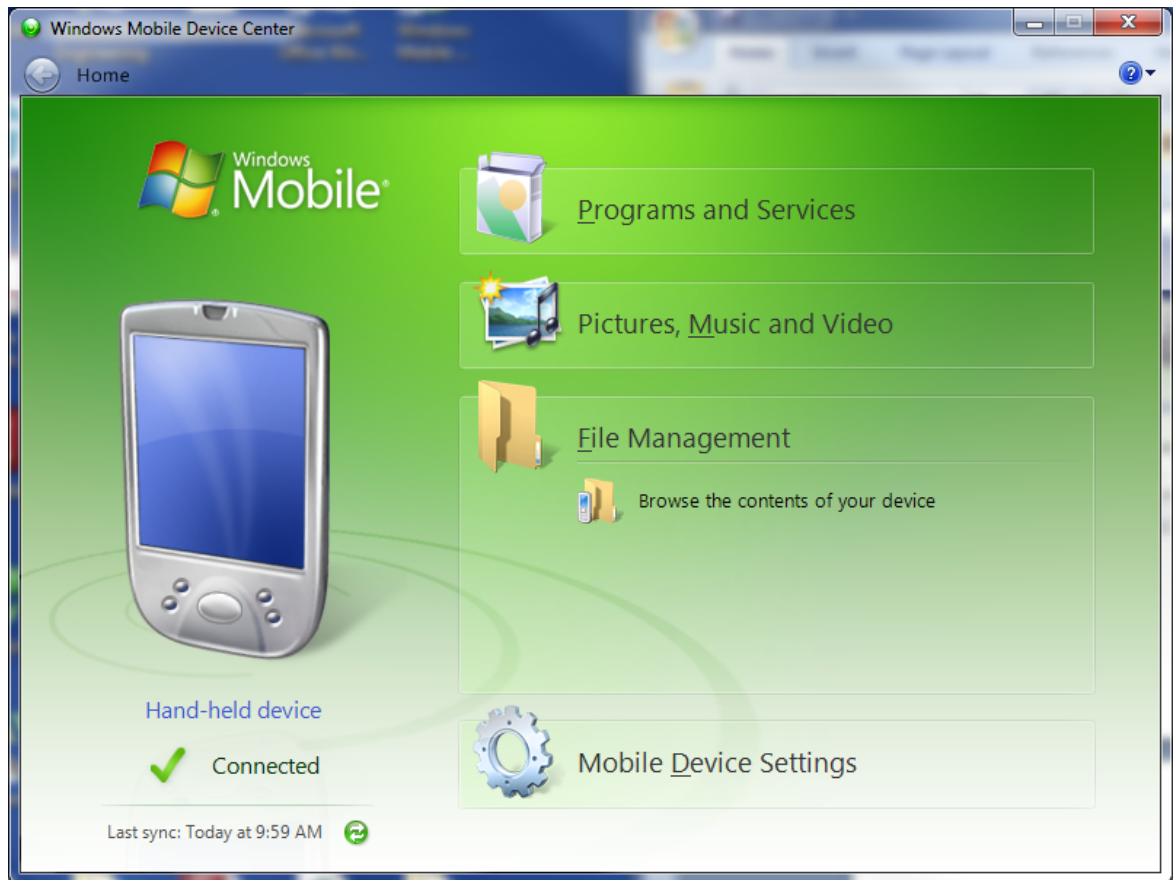 Windows Mobile Device Center
Home
Windows
Mobile®
Programs and Services
Pictures, Music and Video
File Management
Browse the contents of your device
Hand-held device
Connected
Last sync: Today at 9:59 AM
Mobile Device Settings